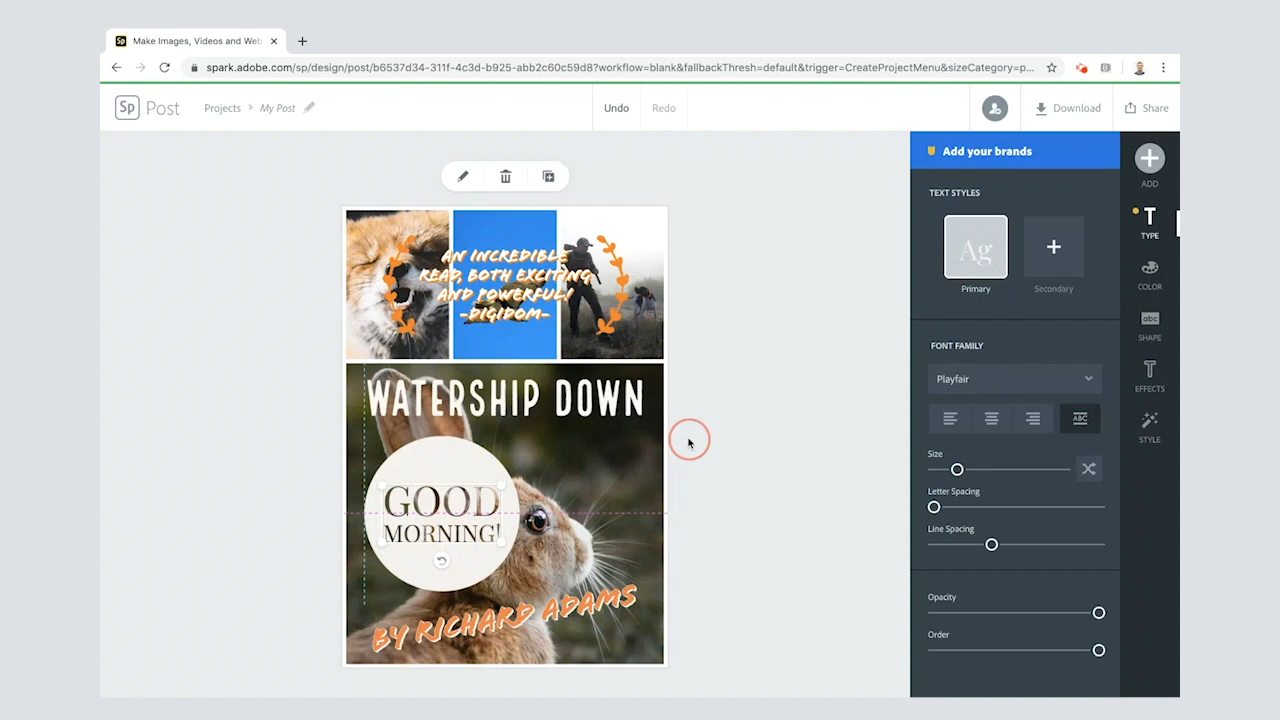 Sp Make Images, Videos and Web
spark.adobe.com/sp/design/post/b6537d34-311f-4c3d-b925-abb2c60c59d8?workflow=blank&fallbackThresh=default&trigger=CreateProjectMenu&sizeCategory=p...
Sp Post
Projects > My Post
Undo
Redo
Download
Share
Add your brands
ADD
TEXT STYLES
Ag
Primary
+
Secondary
T
TYPE
COLOR
abc
SHAPE
T
EFFECTS
STYLE
FONT FAMILY
Playfair
ABC
Size
Letter Spacing
Line Spacing
Opacity
Order
AN INCREDIBLE
READ, BOTH EXCITING
AND POWERFUL!
-DIGIDOM-
WATERSHIP DOWN
GOOD
MORNING!
BY RICHARD ADAMS